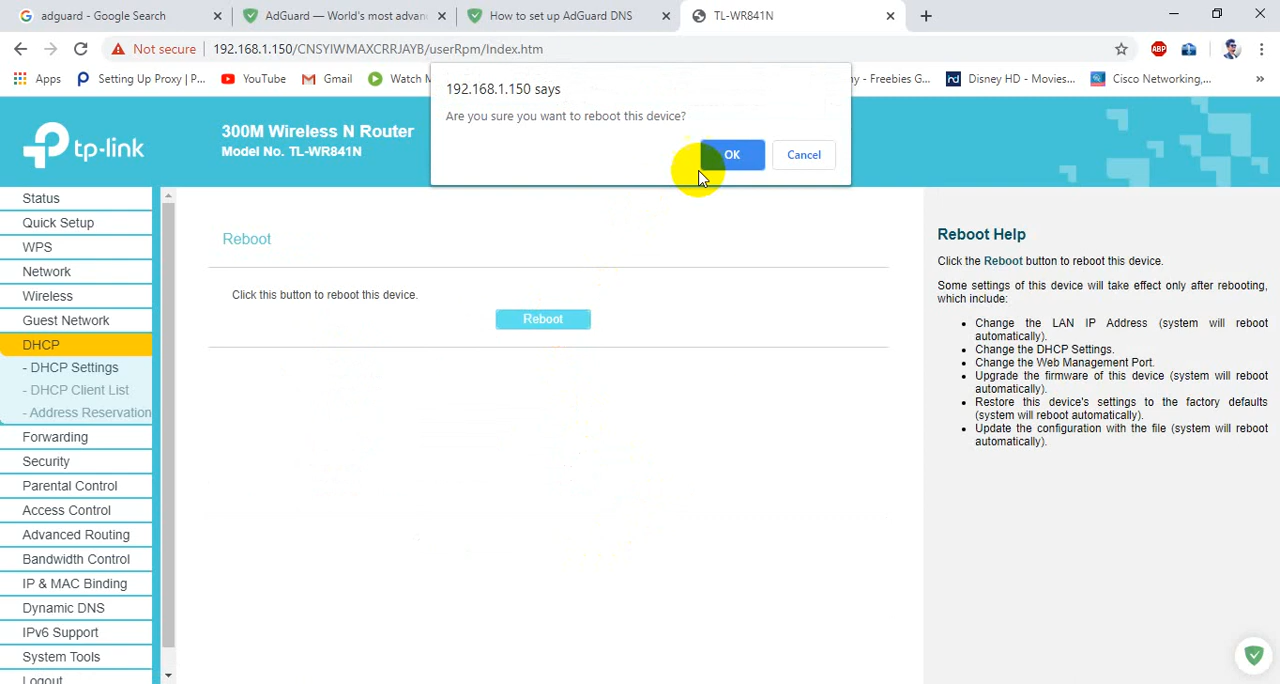 adguard - Google Search
AdGuard — World's most advan
How to set up AdGuard DNS
TL-WR841N
Not secure
192.168.1.150/CNSYIWMAXCRRJAYB/userRpm/Index.htm
ABP
Apps
Setting Up Proxy | P...
YouTube
Gmail
Watch M
y - Freebies G...
nd
Disney HD - Movies...
Cisco Networking,...
»
192.168.1.150 says
Are you sure you want to reboot this device?
OK
Cancel
tp-link
300M Wireless N Router
Model No. TL-WR841N
Status
Quick Setup
WPS
Network
Wireless
Guest Network
DHCP
- DHCP Settings
- DHCP Client List
- Address Reservation
Forwarding
Security
Parental Control
Access Control
Advanced Routing
Bandwidth Control
IP & MAC Binding
Dynamic DNS
IPv6 Support
System Tools
Logout
Reboot
Click this button to reboot this device.
Reboot
Reboot Help
Click the Reboot button to reboot this device.
Some settings of this device will take effect only after rebooting,
which include:
• Change the LAN IP Address (system will reboot
automatically).
• Change the DHCP Settings.
• Change the Web Management Port.
• Upgrade the firmware of this device (system will reboot
automatically).
• Restore this device's settings to the factory defaults
(system will reboot automatically).
• Update the configuration with the file (system will reboot
automatically).